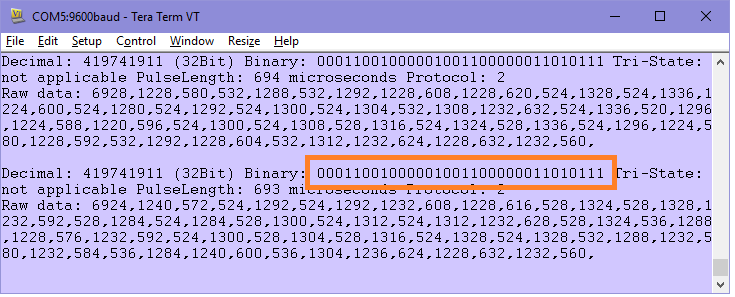 COM5:9600baud - Tera Term VT
File Edit Setup Control Window Resize Help
Decimal: 419741911 (32Bit) Binary: 00011001000001001100000011010111 Tri-State:
not applicable PulseLength: 694 microseconds Protocol: 2
Raw data: 6928,1228,580,532,1288,532,1292,1228,608,1228,620,524,1328,524,1336,1
224,600,524,1280,524,1292,524,1300,524,1304,532,1308,1232,632,524,1336,520,1296
,1224,588,1220,596,524,1300,524,1308,528,1316,524,1324,528,1336,524,1296,1224,5
80,1228,592,532,1292,1228,604,532,1312,1232,624,1228,632,1232,560,
Decimal: 419741911 (32Bit) Binary: 00011001000001001100000011010111 Tri-State:
not applicable PulseLength: 693 microseconds Protocol: 2
Raw data: 6924,1240,572,524,1292,524,1292,1232,608,1228,616,528,1324,528,1328,1
232,592,528,1284,524,1284,528,1300,524,1312,524,1312,1232,628,528,1324,536,1288
,1228,576,1232,592,524,1300,528,1304,528,1316,524,1328,524,1328,532,1288,1232,5
80,1232,584,536,1284,1240,600,536,1304,1236,624,1228,632,1232,560,